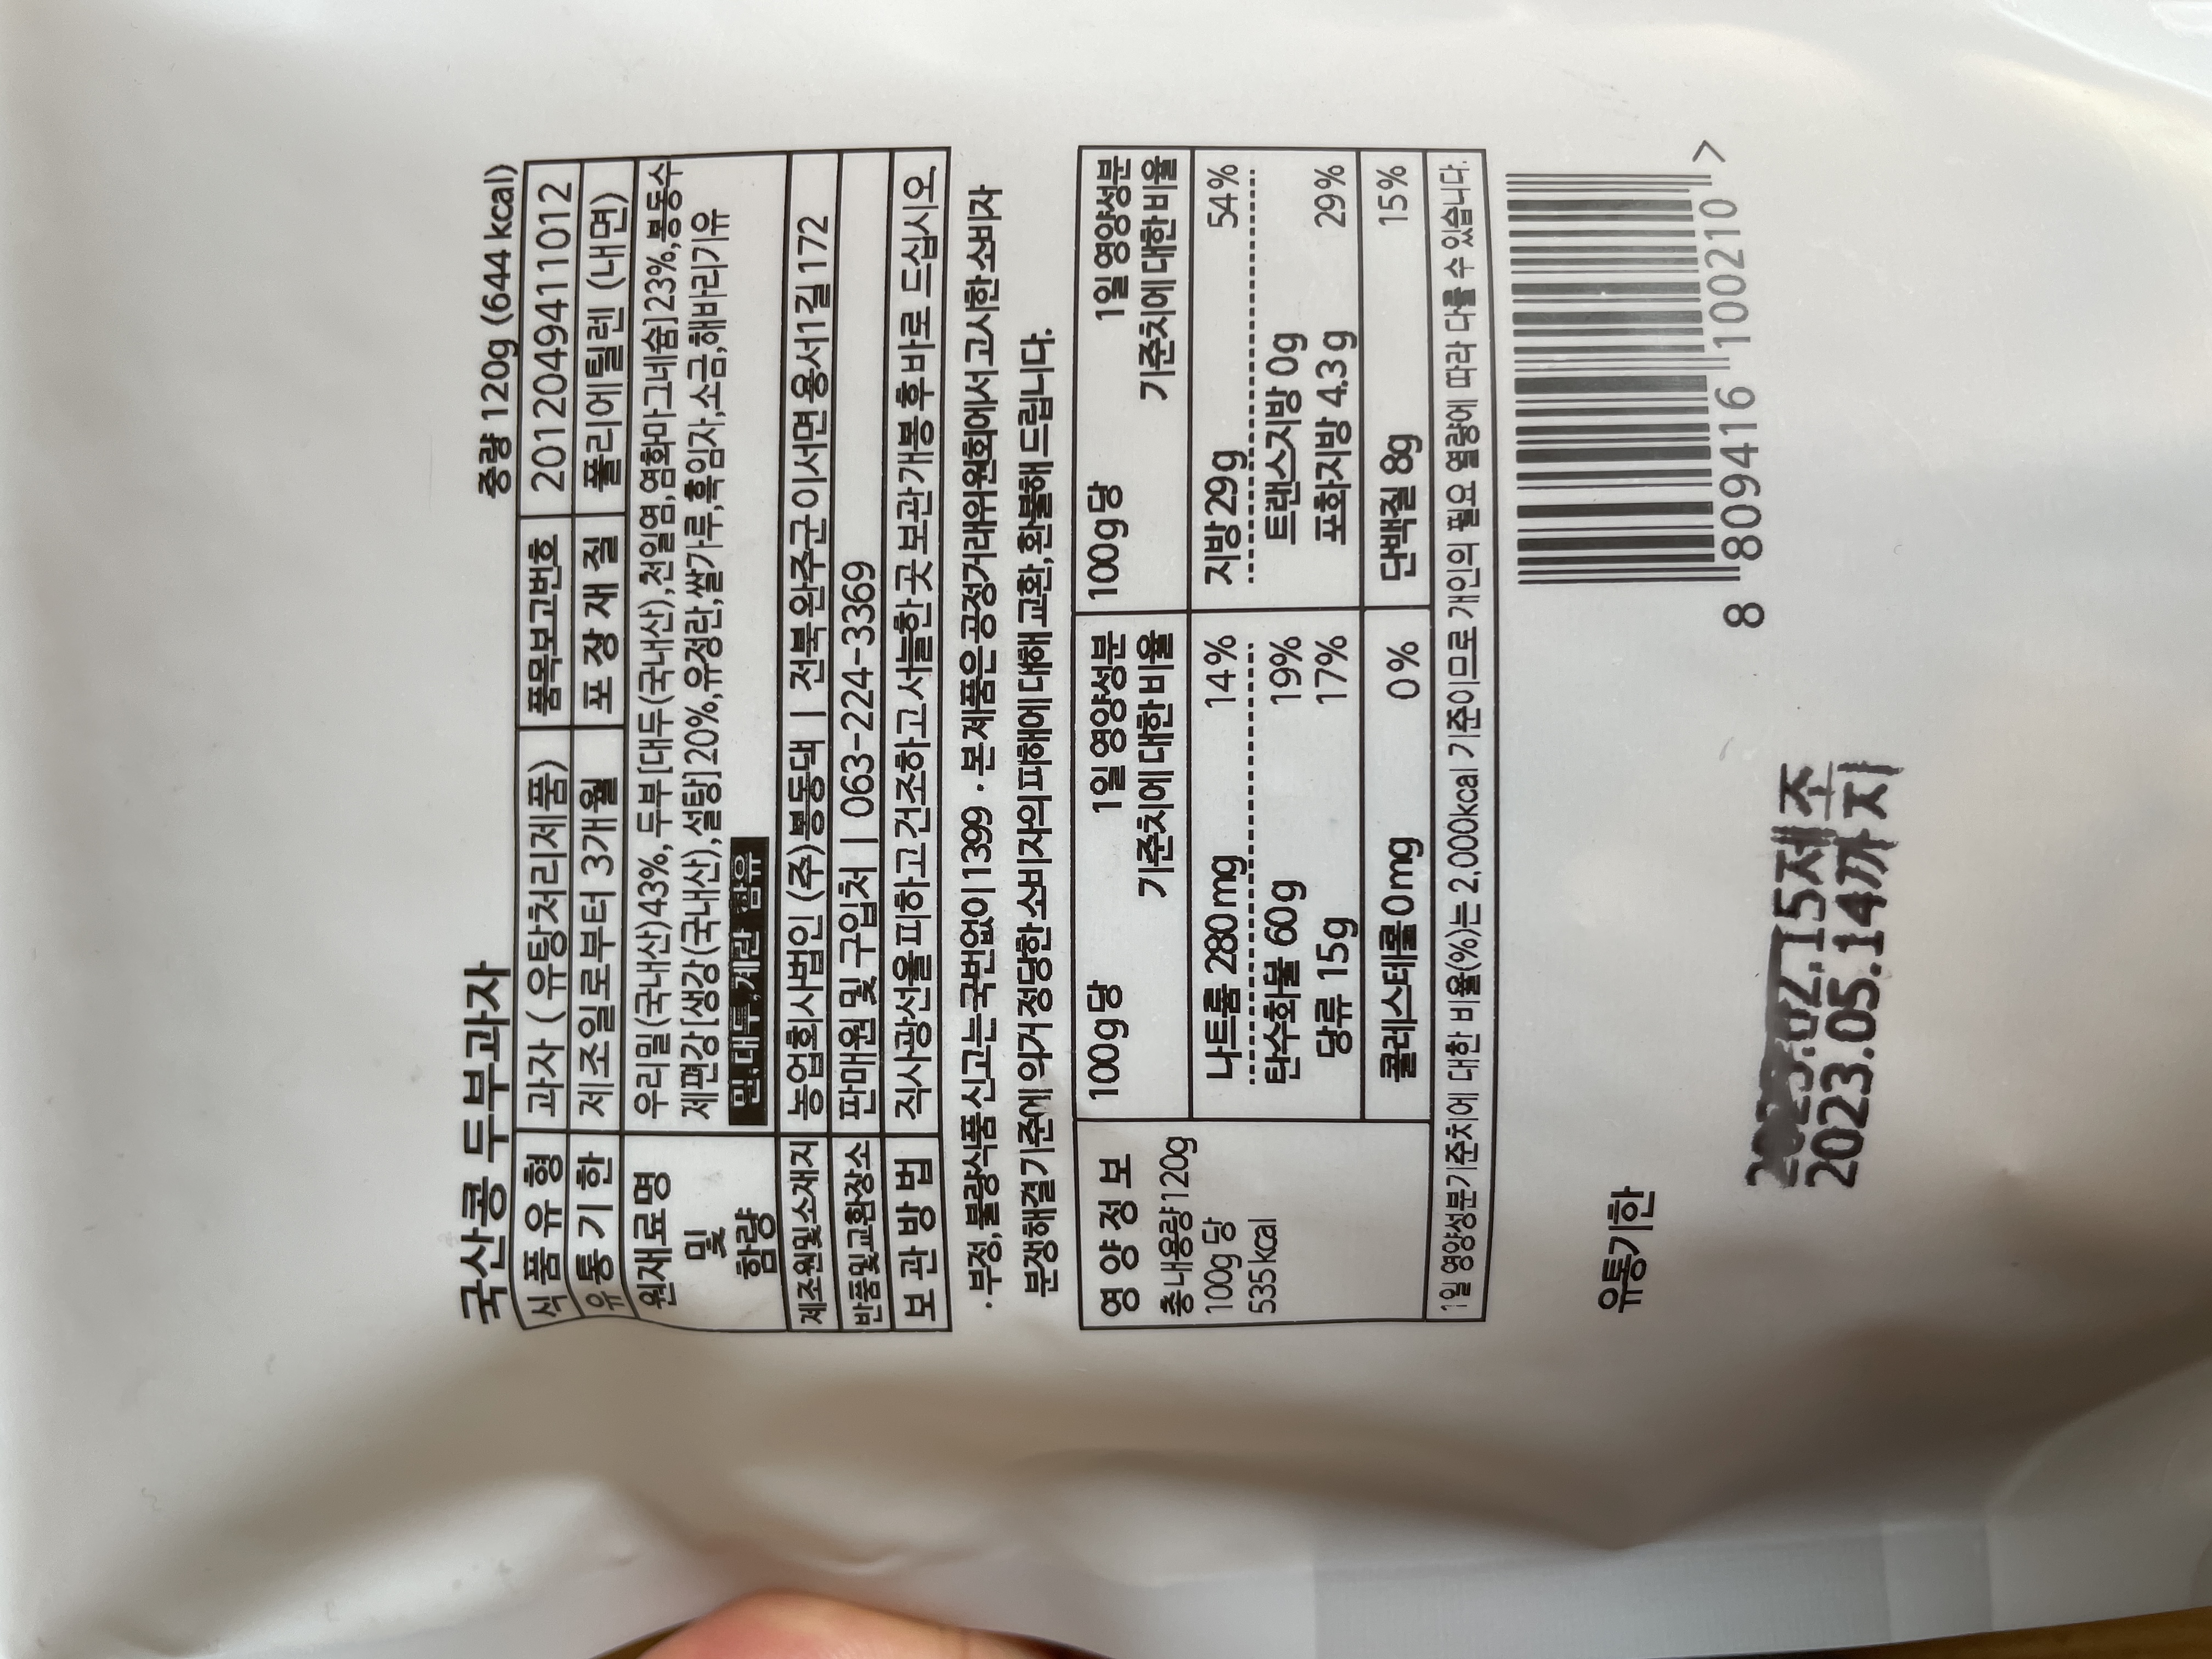 국산콩 두부과자 중량 120g (644 kcal)
식 품 유 형 과자 ( 유탕처리제품) 품목보고번호 20120494110​12
유 통 기 한 제조일로부터 3개월 포 장 재 질 폴리에틸렌 (내면)
원재료명 및 함량 우리밀(국내산)43%, 두부[대두(국내산),천일염,염화마그네슘]23%,봉동수
제편강[생강(국내산),설탕]20%,유정란,쌀가루,흑임자,소금,해바리기유
밀,대두,계란 함유
제조원및소재지 농업회사법인 (주)봉동댁 | 전북 완주군 이서면 용서1길 172
반품및교환장소 판매원 및 구입처 | 063-224-3369
보 관 방 법 직사광선을 피하고 건조하고 서늘한 곳 보관 개봉 후 바로 드십시오.
· 부정,불량식품 신고는 국번없이 1399 · 본 제품은 공정거래위원회에서 고시한 소비자
분쟁해결기준에 의거 정당한 소비자의 피해에 대해 교환,환불해 드립니다.
영 양 정 보
총 내용량 120g
100g 당
535 kcal
100g당 1일 영양성분 기준치에 대한 비율 100g당 1일 영양성분 기준치에 대한 비율
나트륨 280 mg 14 % 지방 29 g 54 %
탄수화물 60g 19% 트랜스지방 0g
당류 15g 17% 포화지방 4.3 g 29%
콜레스테롤 0 mg 0 % 단백질 8g 15 %
1일 영양성분기준치에 대한 비율(%)는 2,000kcal 기준이므로 개인의 필요 열량에 따라 다를 수 있습니다.
8 809416 100210 >
유통기한
2023.02.15제조
2023.05.14까지